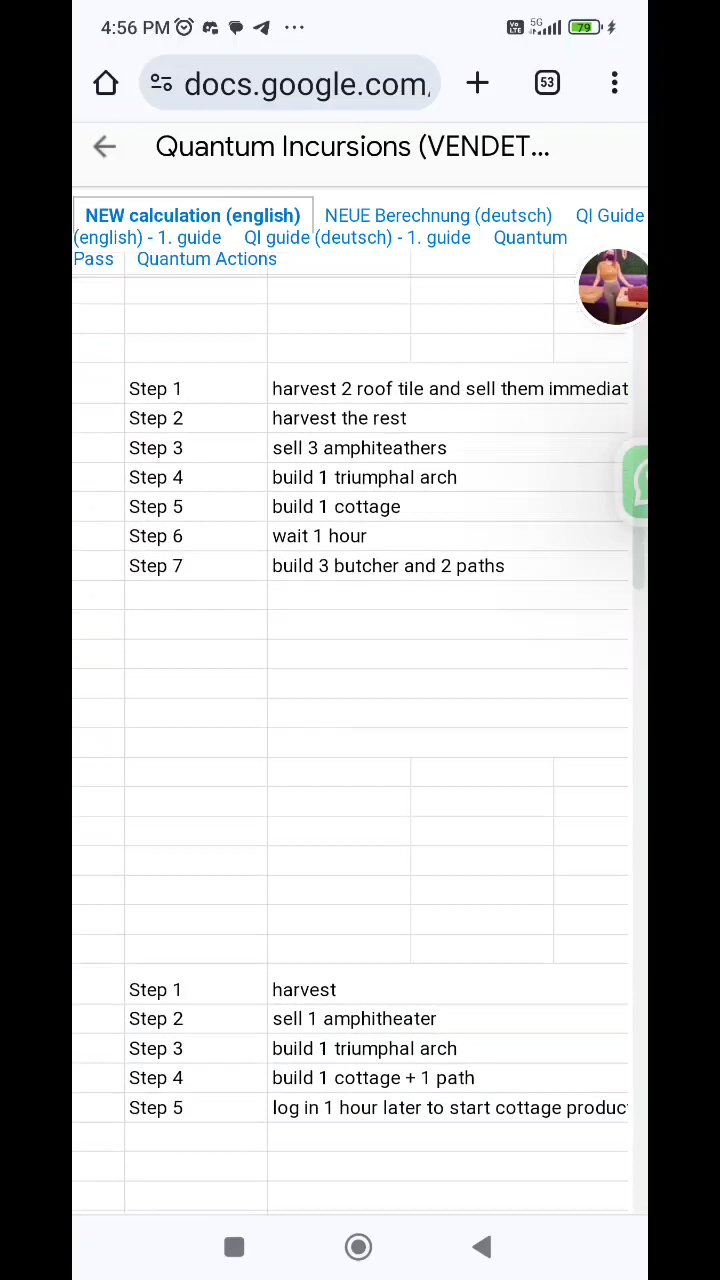 4:56 PM
Vo LTE 5G 79
docs.google.com,
53
Quantum Incursions (VENDET...
NEW calculation (english) NEUE Berechnung (deutsch) QI Guide
(english) - 1. guide QI guide (deutsch) - 1. guide Quantum
Pass Quantum Actions
Step 1 harvest 2 roof tile and sell them immediat
Step 2 harvest the rest
Step 3 sell 3 amphiteathers
Step 4 build 1 triumphal arch
Step 5 build 1 cottage
Step 6 wait 1 hour
Step 7 build 3 butcher and 2 paths
Step 1 harvest
Step 2 sell 1 amphitheater
Step 3 build 1 triumphal arch
Step 4 build 1 cottage + 1 path
Step 5 log in 1 hour later to start cottage produc